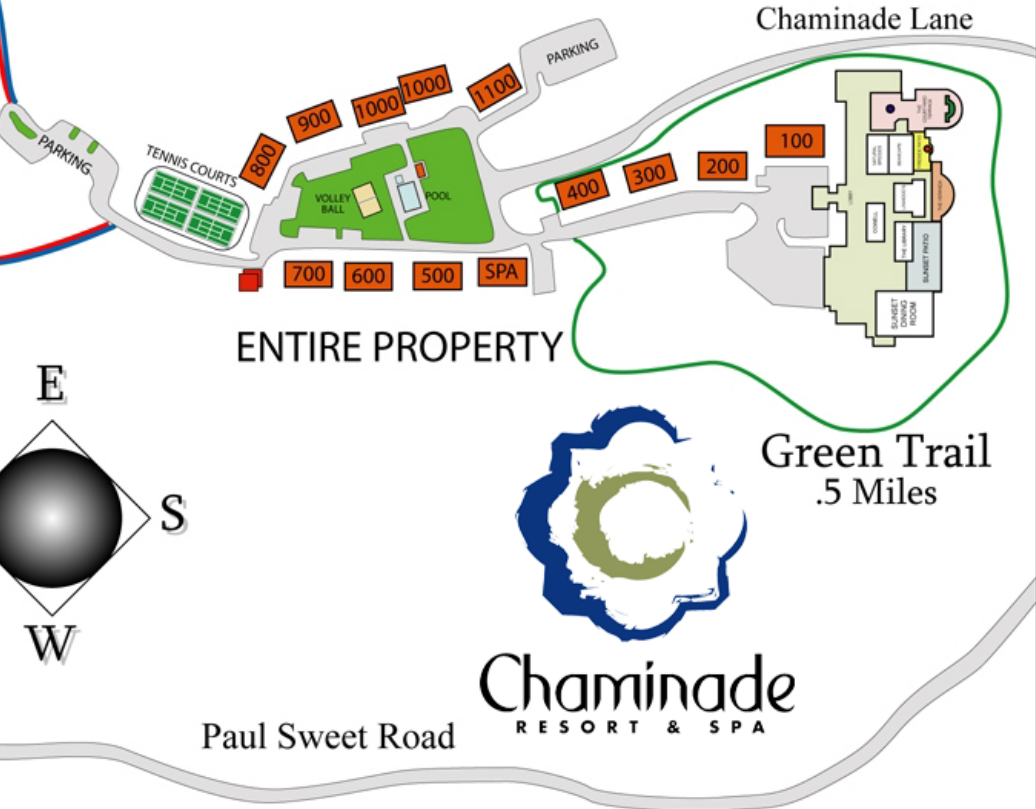 Chaminade Lane
PARKING
1000
1000
1100
900
800
PARKING
TENNIS COURTS
VOLLEY
BALL
POOL
400
300
200
100
700
600
500
SPA
LOBBY
COWELL
THE LIBRARY
SUNSET PATIO
SUNSET
DINING
ROOM
ENTIRE PROPERTY
E
S
W
Green Trail
.5 Miles
Chaminade
RESORT & SPA
Paul Sweet Road